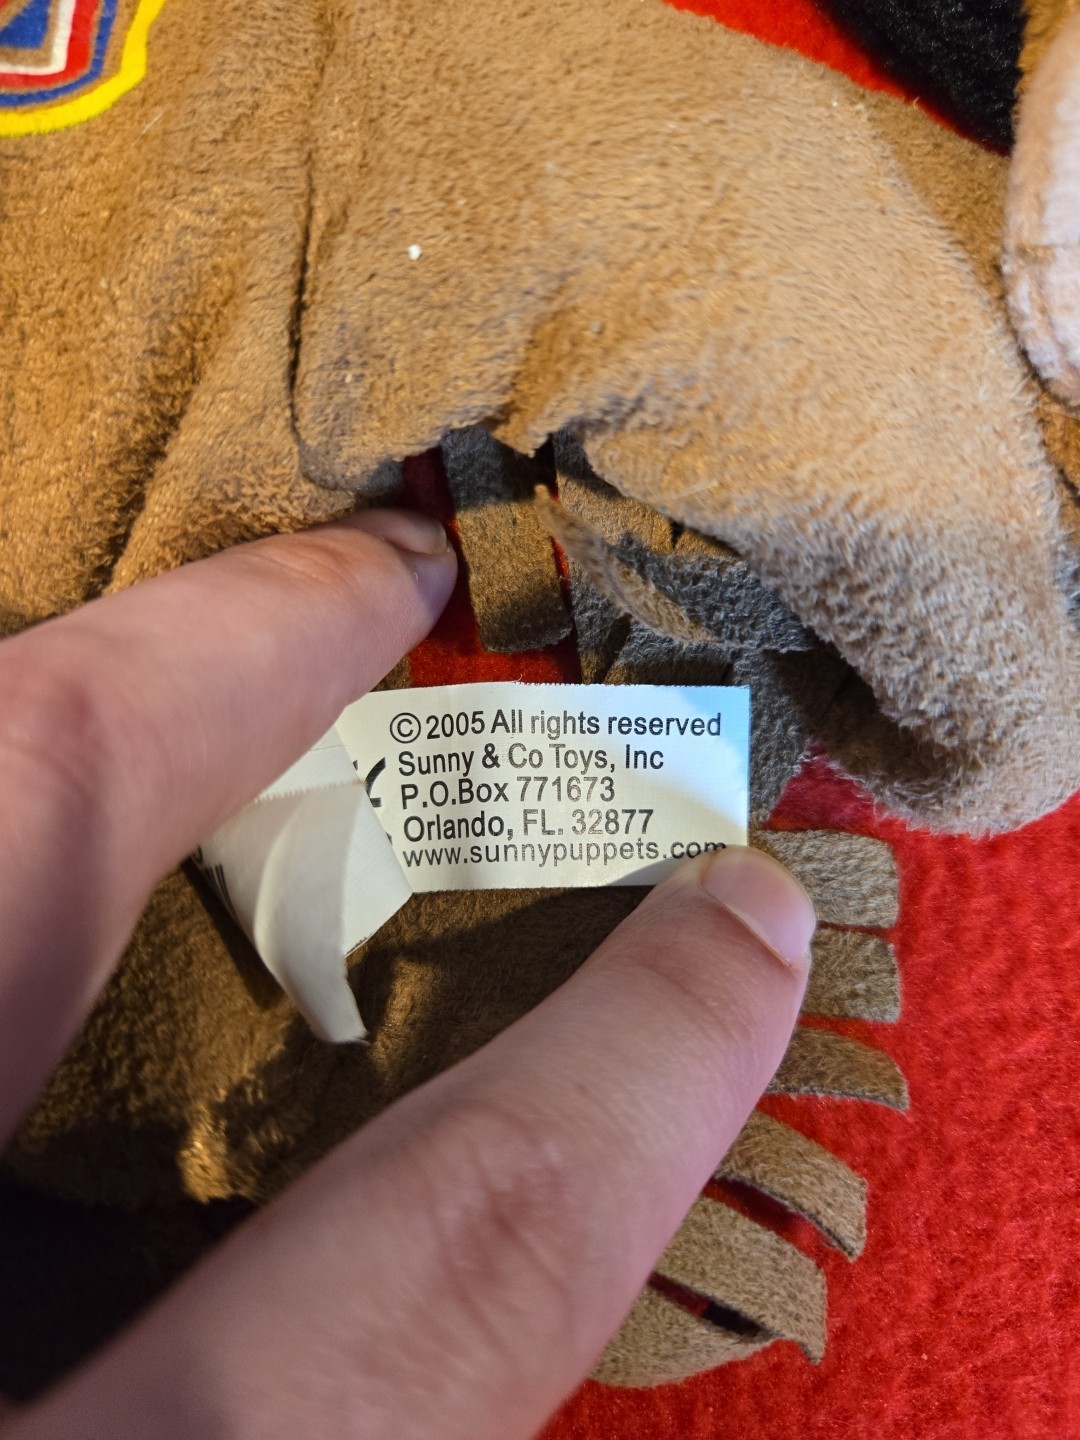 © 2005 All rights reserved
Sunny & Co Toys, Inc
P.O.Box 771673
Orlando, FL. 32877
www.sunnypuppets.com